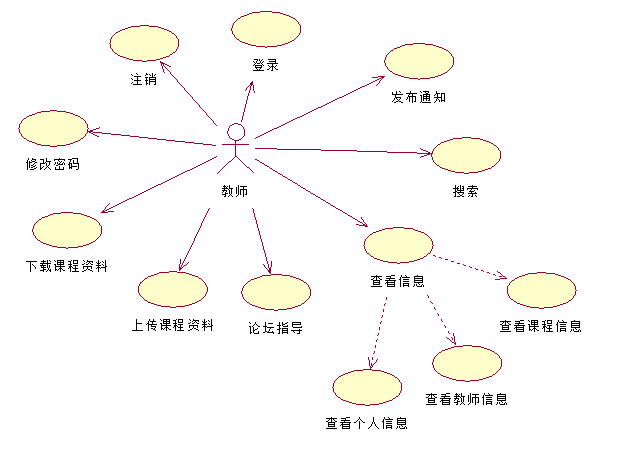 登录
注销
发布通知
修改密码
搜索
教师
下载课程资料
查看信息
上传课程资料
论坛指导
查看课程信息
查看教师信息
查看个人信息